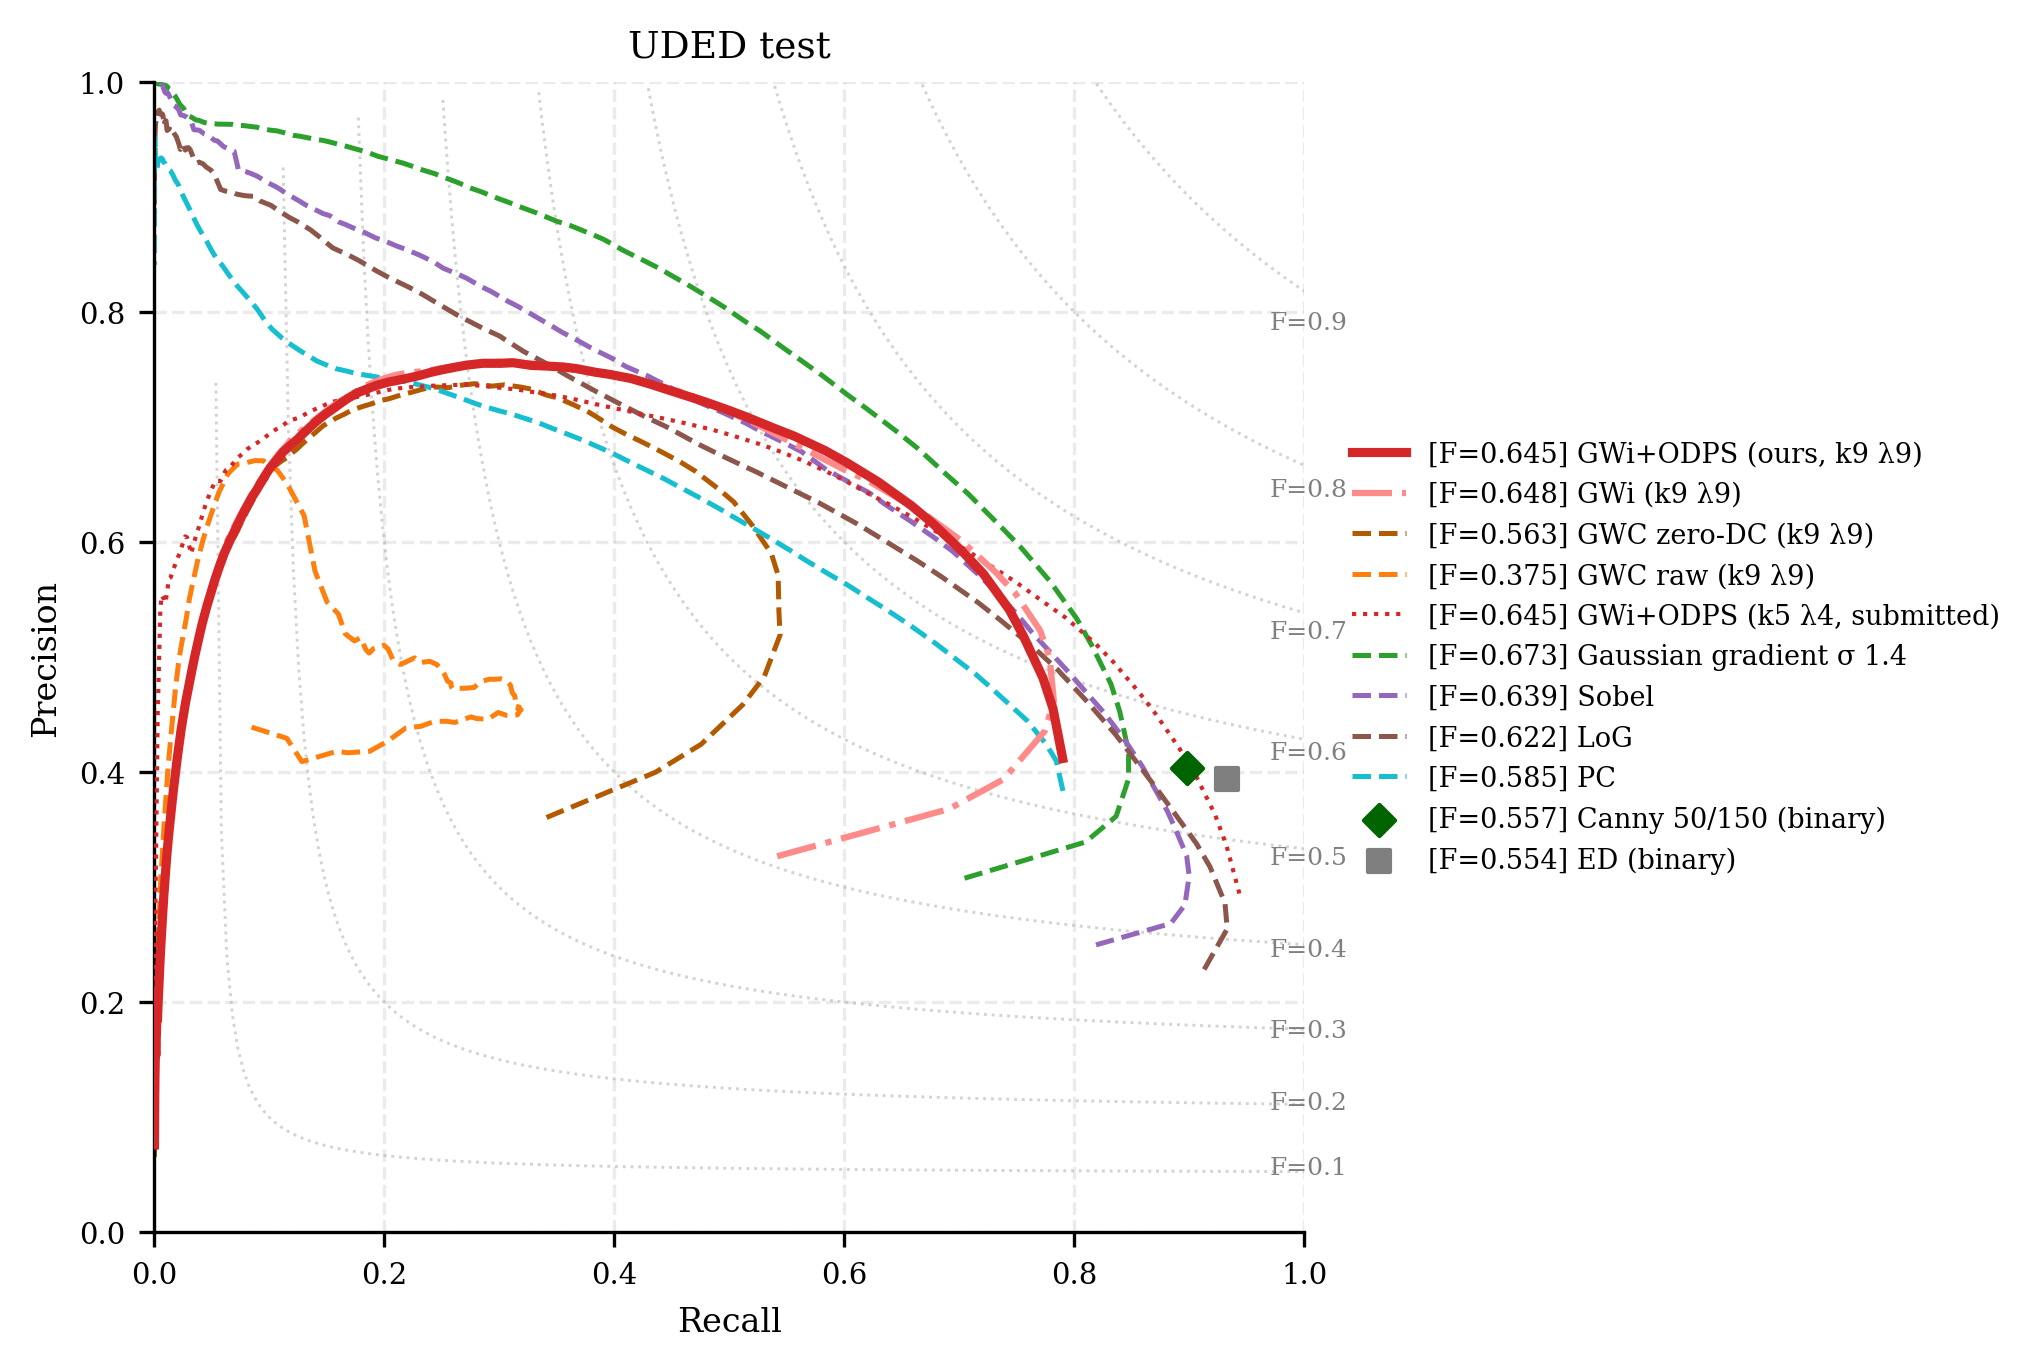 UDED test
1.0
0.8
0.6
0.4
0.2
0.0
0.0
0.2
0.4
0.6
0.8
1.0
Precision
Recall
F=0.9
F=0.8
F=0.7
F=0.6
F=0.5
F=0.4
F=0.3
F=0.2
F=0.1
[F=0.645] GWi+ODPS (ours, k9 λ9)
[F=0.648] GWi (k9 λ9)
[F=0.563] GWC zero-DC (k9 λ9)
[F=0.375] GWC raw (k9 λ9)
[F=0.645] GWi+ODPS (k5 λ4, submitted)
[F=0.673] Gaussian gradient σ 1.4
[F=0.639] Sobel
[F=0.622] LoG
[F=0.585] PC
[F=0.557] Canny 50/150 (binary)
[F=0.554] ED (binary)